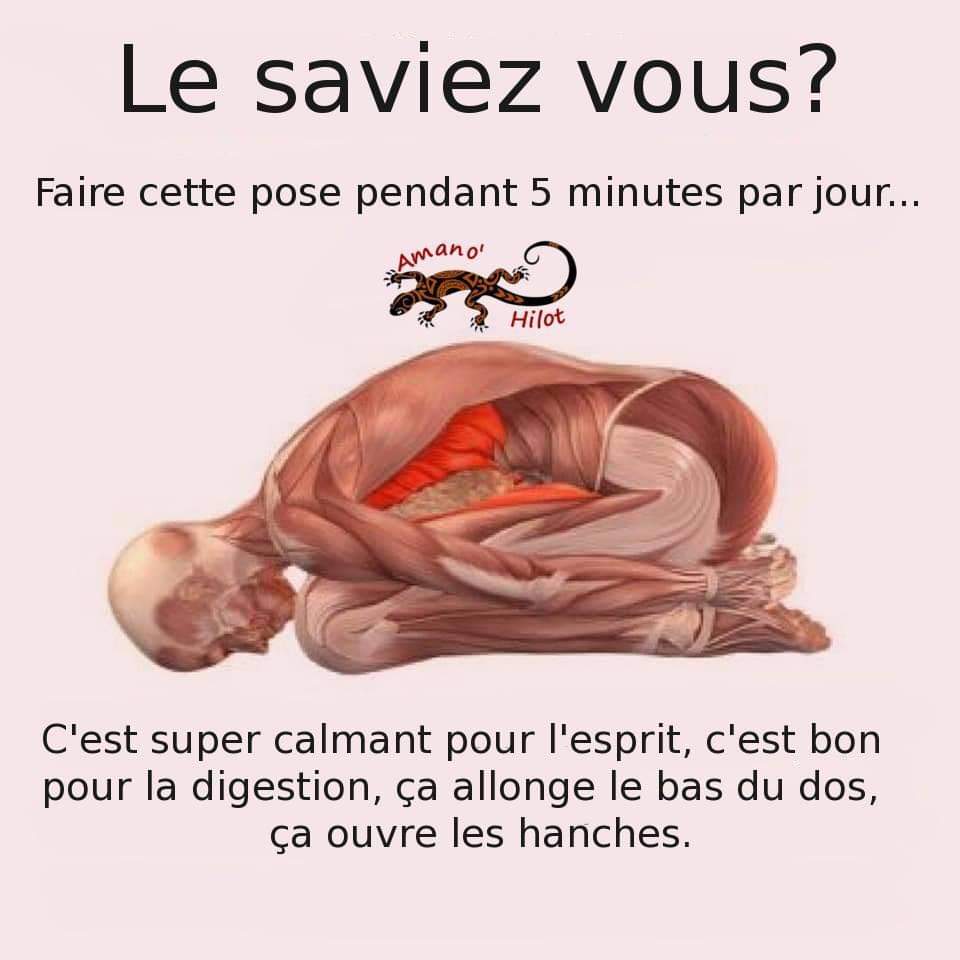 Le saviez vous?
Faire cette pose pendant 5 minutes par jour...
Amano'
Hilot
C'est super calmant pour l'esprit, c'est bon
pour la digestion, ça allonge le bas du dos,
ça ouvre les hanches.